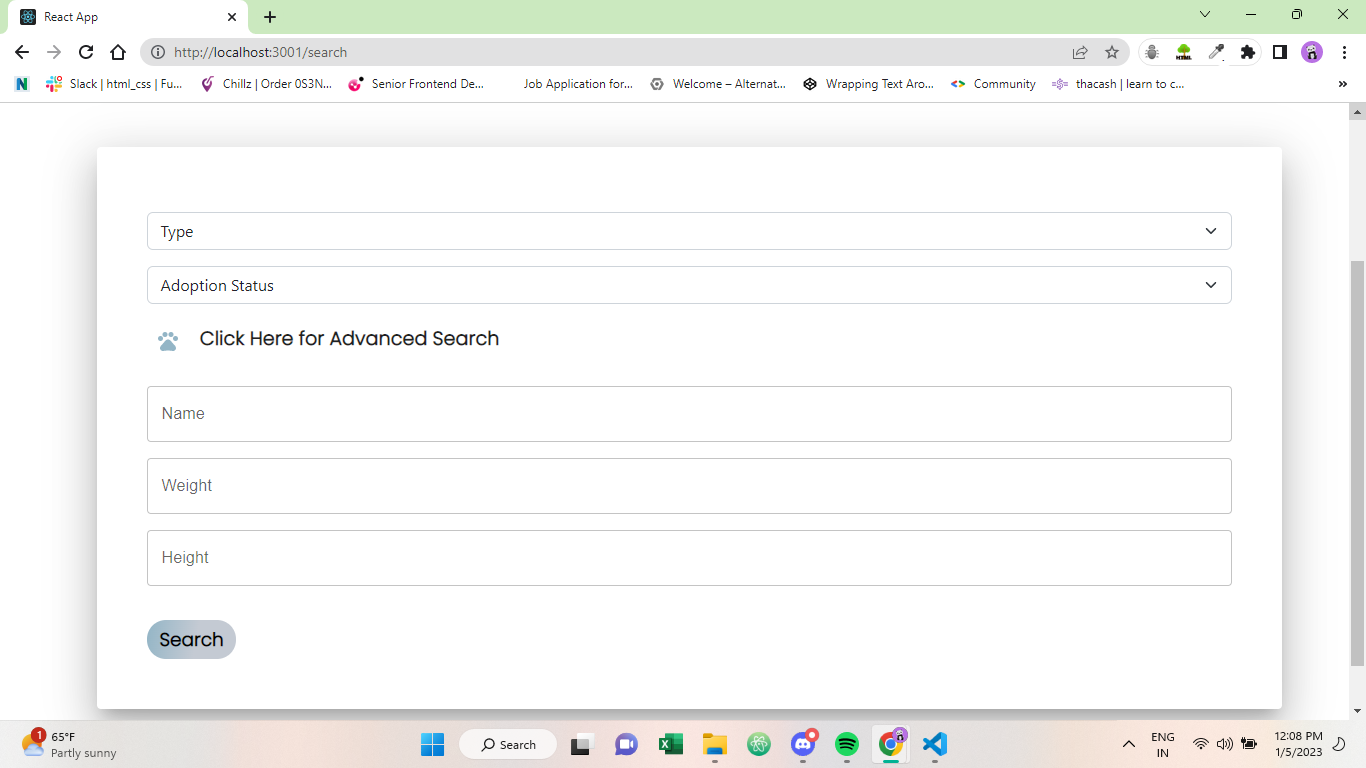 React App
http://localhost:3001/search
HTML
N
Slack | html_css | Fu...
Chillz | Order 0S3N...
Senior Frontend De...
Job Application for...
Welcome – Alternat...
Wrapping Text Aro...
Community
thacash | learn to c...
Type
Adoption Status
Click Here for Advanced Search
Name
Weight
Height
Search
1
65°F
Partly sunny
Search
ENG
IN
12:08 PM
1/5/2023